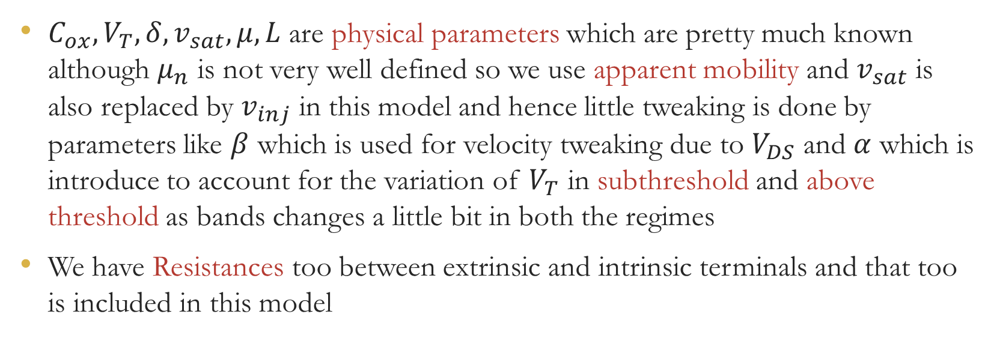 • C_{ox}, V_T, δ, v_{sat}, μ, L are physical parameters which are pretty much known
although μ_n is not very well defined so we use apparent mobility and v_{sat} is
also replaced by v_{inj} in this model and hence little tweaking is done by
parameters like β which is used for velocity tweaking due to V_{DS} and α which is
introduce to account for the variation of V_T in subthreshold and above
threshold as bands changes a little bit in both the regimes
• We have Resistances too between extrinsic and intrinsic terminals and that too
is included in this model